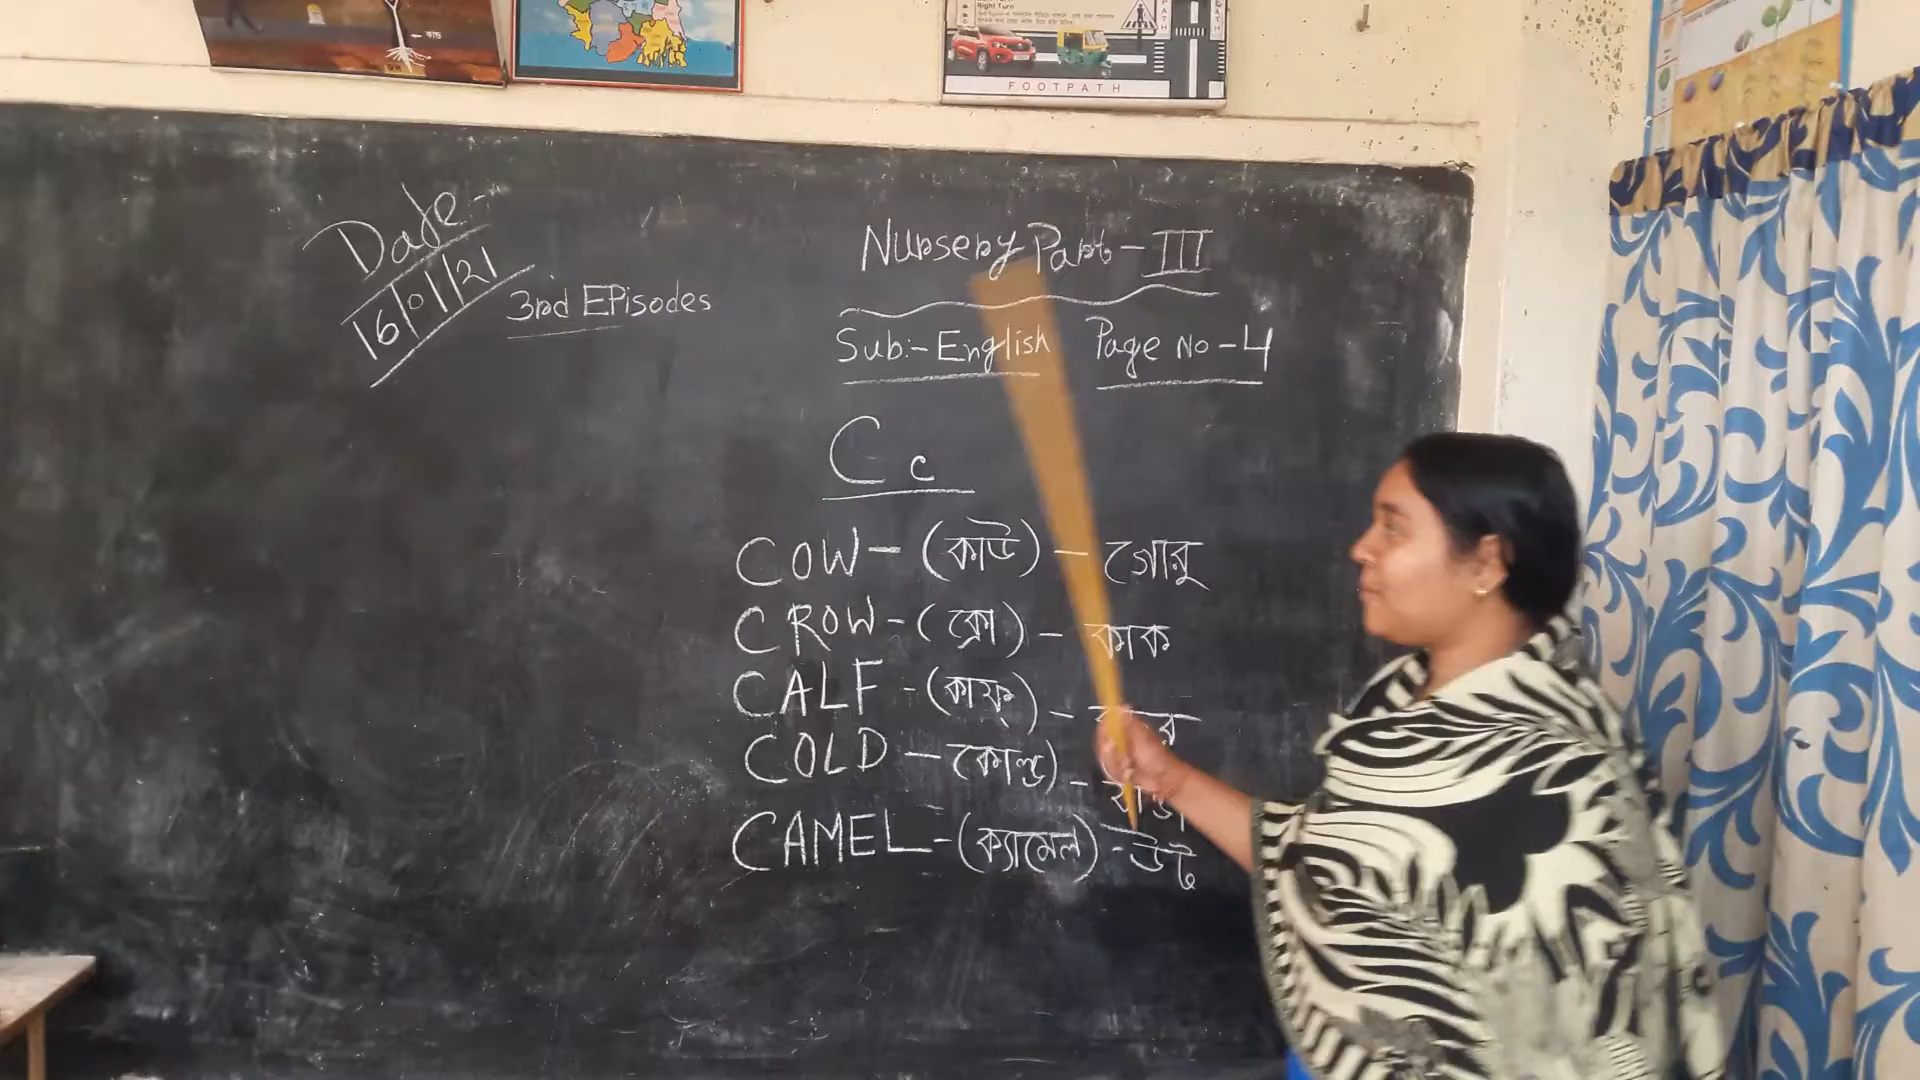 Right Turn
FOOTPATH
Date-
16/01/21
3rd EPisodes
Nursery Part - III
Sub:- English Page No - 4
C c
COW - (কাউ) - গোরু
CROW - (ক্রো) - কাক
CALF - (কাফ্) -
COLD - কোল্ড) -
CAMEL - (ক্যামেল) - উট